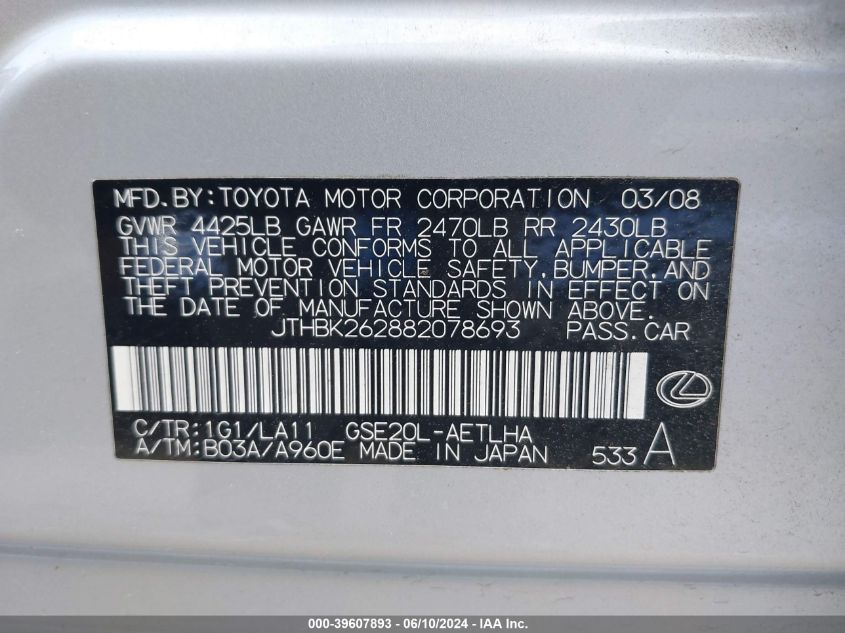 MFD.BY:TOYOTA MOTOR CORPORATION 03/08
GVWR 4425LB GAWR FR 2470LB RR 2430LB
THIS VEHICLE CONFORMS TO ALL APPLICABLE
FEDERAL MOTOR VEHICLE SAFETY,BUMPER,AND
THEFT PREVENTION STANDARDS IN EFFECT ON
THE DATE OF MANUFACTURE SHOWN ABOVE.
JTHBK262882078693 PASS.CAR
C/TR:1G1/LA11 GSE20L-AETLHA
A/TM:B03A/A960E MADE IN JAPAN 533 A
000-39607893 - 06/10/2024 - IAA Inc.